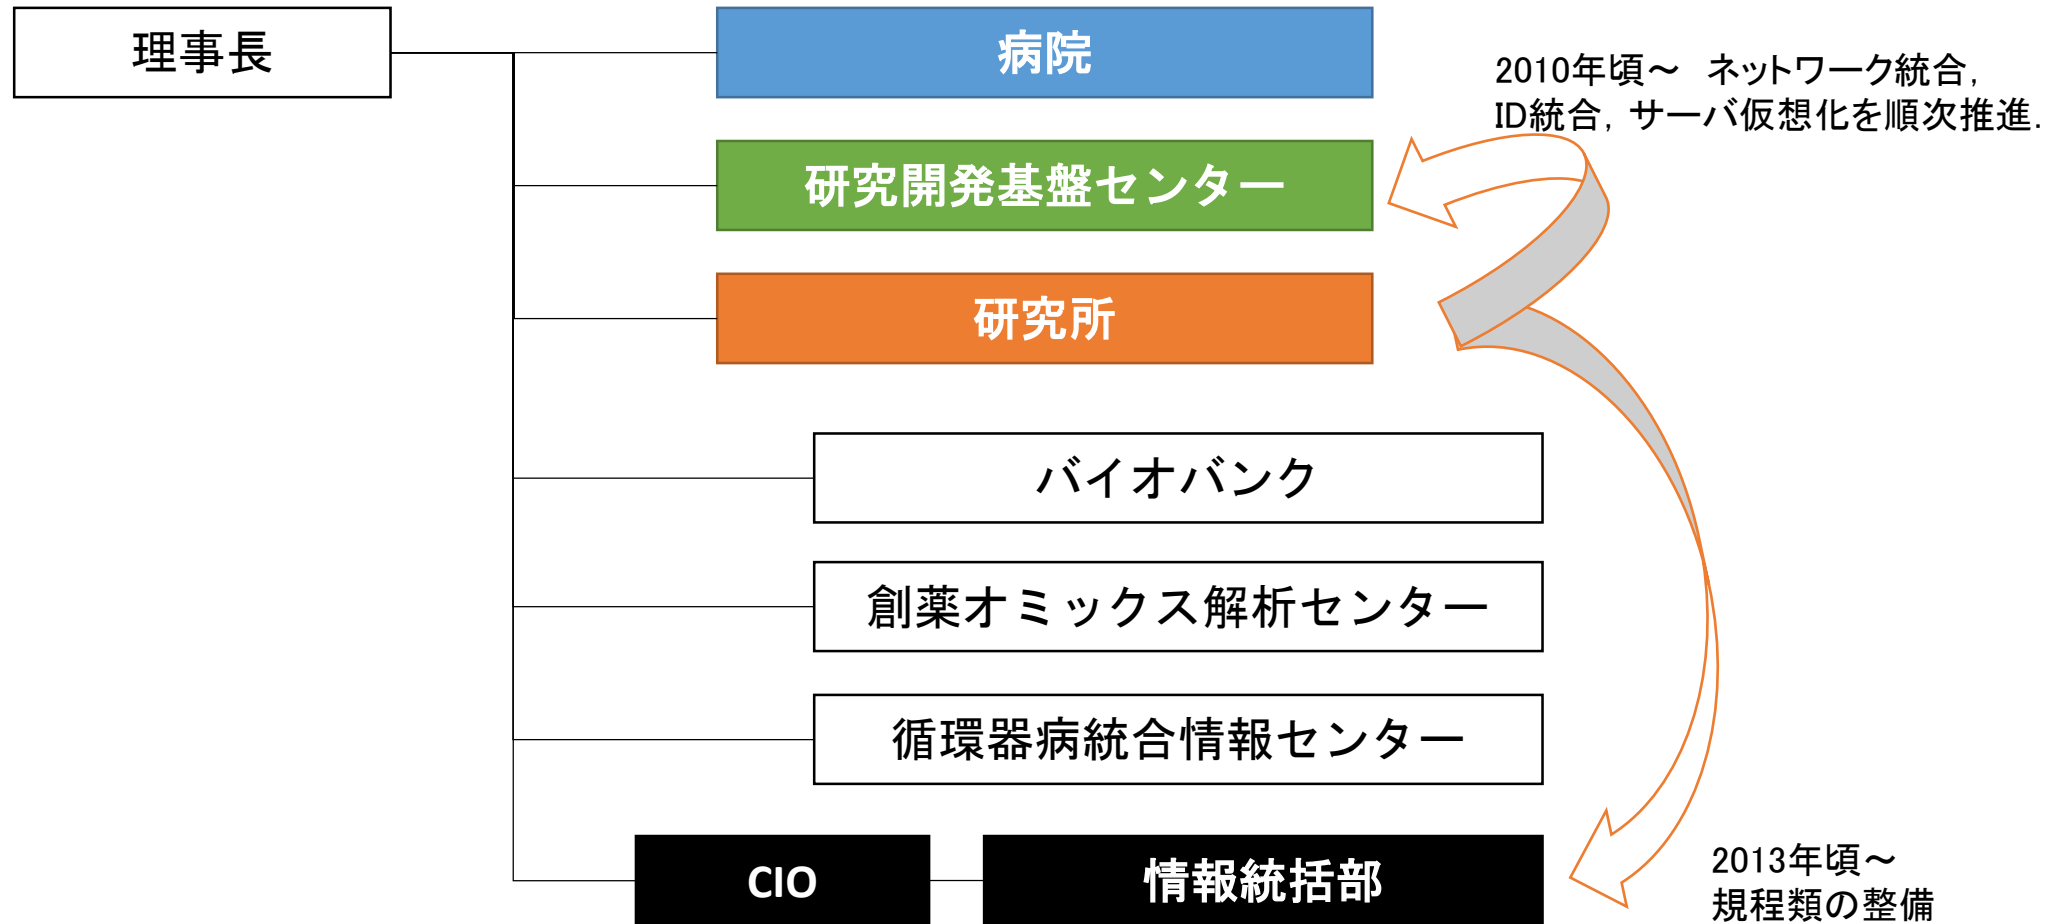 理事長
病院
2010年頃～　ネットワーク統合,
ID統合, サーバ仮想化を順次推進.
研究開発基盤センター
研究所
バイオバンク
創薬オミックス解析センター
循環器病統合情報センター
CIO
情報統括部
2013年頃～
規程類の整備